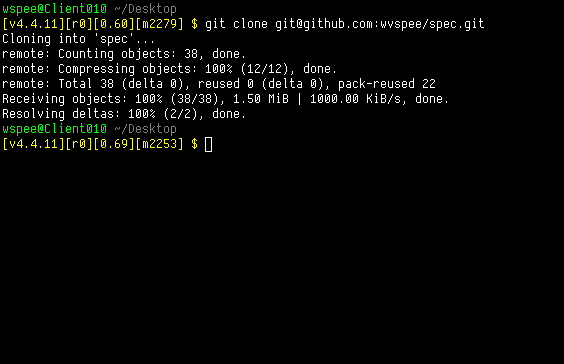 wspee@Client010 ~/Desktop
[v4.4.11][r0][0.60][m2279] $ git clone git@github.com:wvspee/spec.git
Cloning into 'spec'...
remote: Counting objects: 38, done.
remote: Compressing objects: 100% (12/12), done.
remote: Total 38 (delta 0), reused 0 (delta 0), pack-reused 22
Receiving objects: 100% (38/38), 1.50 MiB | 1000.00 KiB/s, done.
Resolving deltas: 100% (2/2), done.
wspee@Client010 ~/Desktop
[v4.4.11][r0][0.69][m2253] $